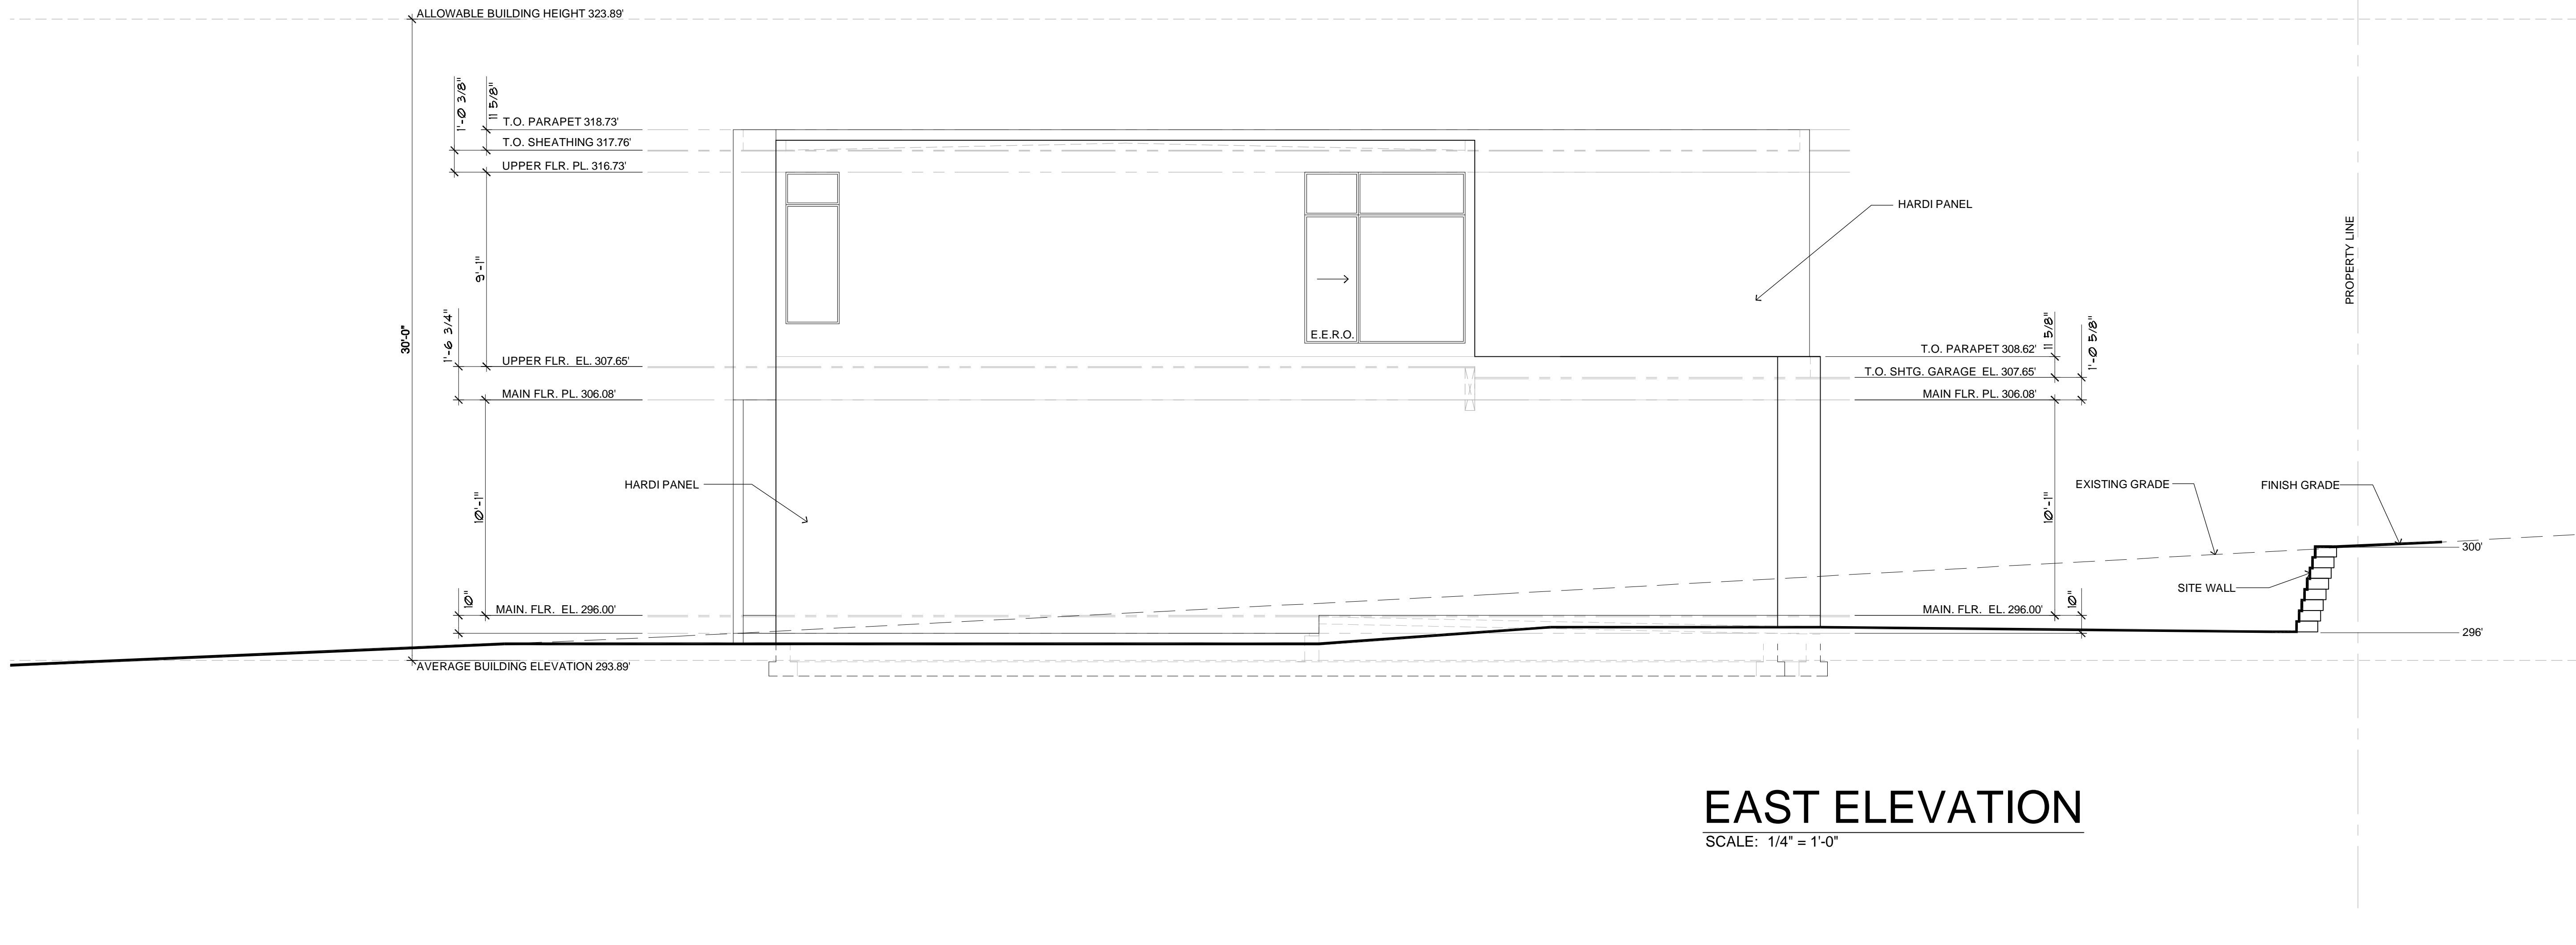 ALLOWABLE BUILDING HEIGHT 323.89'
1'-0 3/8"
11 5/8"
T.O. PARAPET 318.73'
T.O. SHEATHING 317.76'
UPPER FLR. PL. 316.73'
HARDI PANEL
PROPERTY LINE
9'-1"
30'-0"
1'-6 3/4"
E.E.R.O.
UPPER FLR. EL. 307.65'
MAIN FLR. PL. 306.08'
T.O. PARAPET 308.62'
11 5/8"
1'-0 5/8"
T.O. SHTG. GARAGE EL. 307.65'
MAIN FLR. PL. 306.08'
HARDI PANEL
EXISTING GRADE
FINISH GRADE
10'-1"
10'-1"
300'
SITE WALL
10"
MAIN. FLR. EL. 296.00'
MAIN. FLR. EL. 296.00'
10"
296'
AVERAGE BUILDING ELEVATION 293.89'
EAST ELEVATION
SCALE: 1/4" = 1'-0"